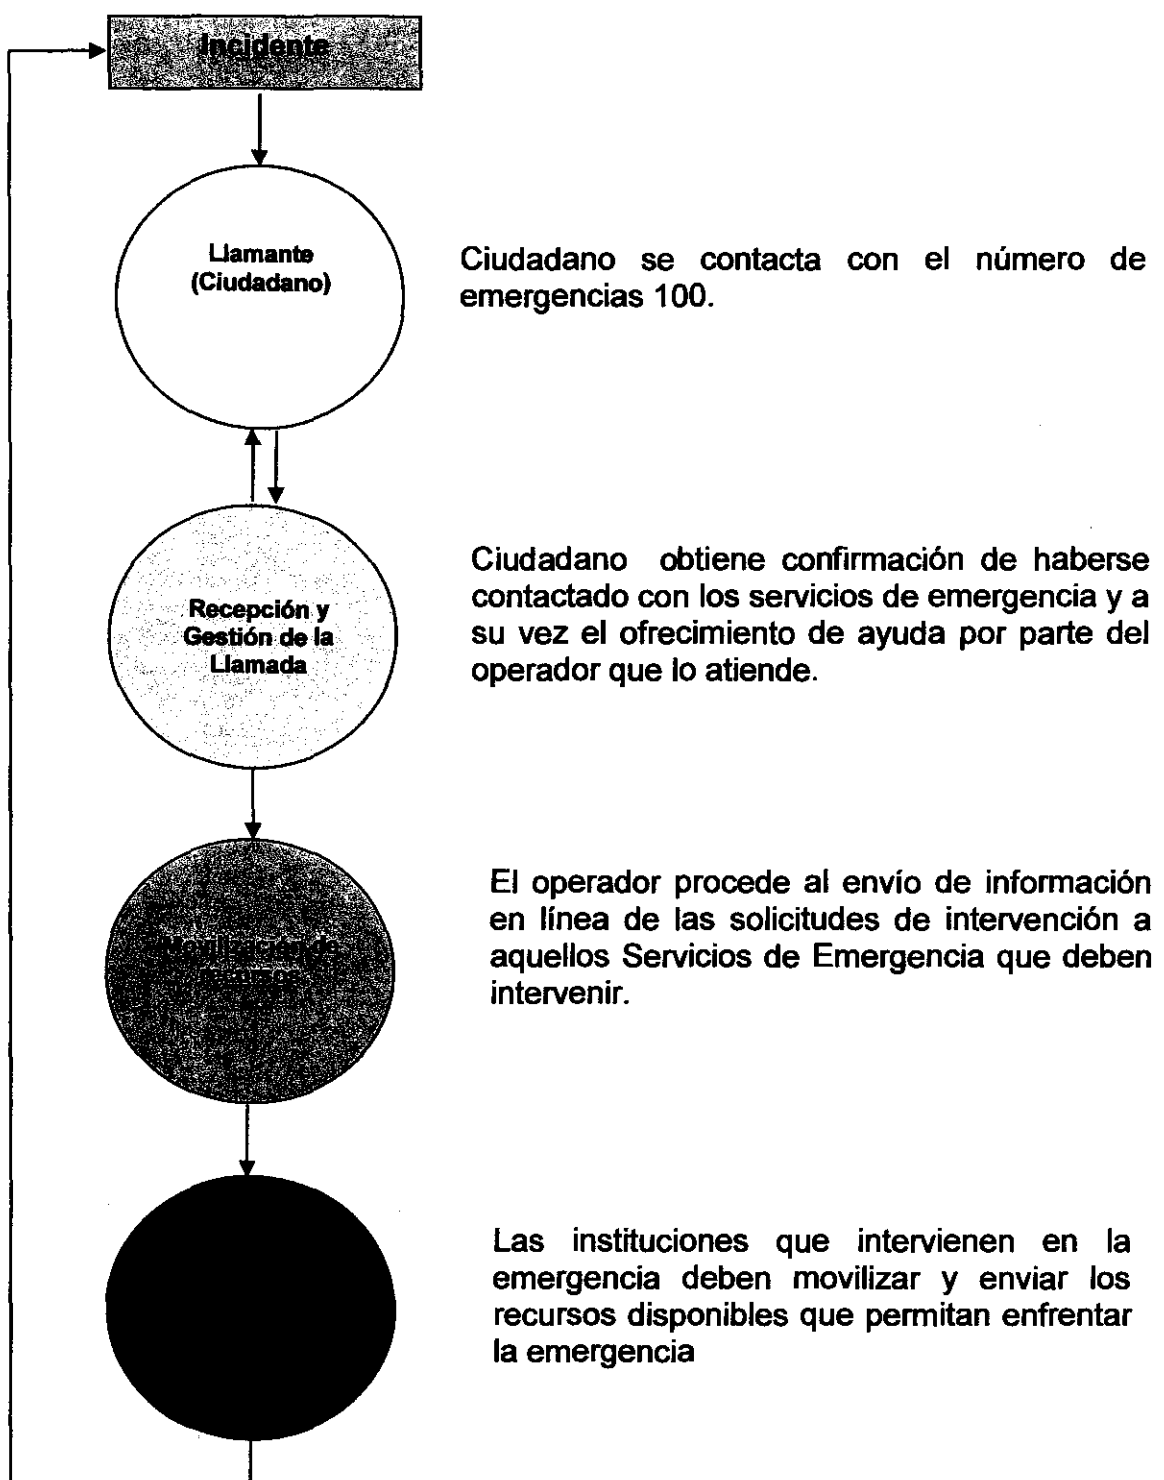 Incidente
Llamante
(Ciudadano)
Ciudadano se contacta con el número de
emergencias 100.
Recepción y
Gestión de la
Llamada
Ciudadano obtiene confirmación de haberse
contactado con los servicios de emergencia y a
su vez el ofrecimiento de ayuda por parte del
operador que lo atiende.
Movilización de
recursos
El operador procede al envío de información
en línea de las solicitudes de intervención a
aquellos Servicios de Emergencia que deben
intervenir.
Las instituciones que intervienen en la
emergencia deben movilizar y enviar los
recursos disponibles que permitan enfrentar
la emergencia